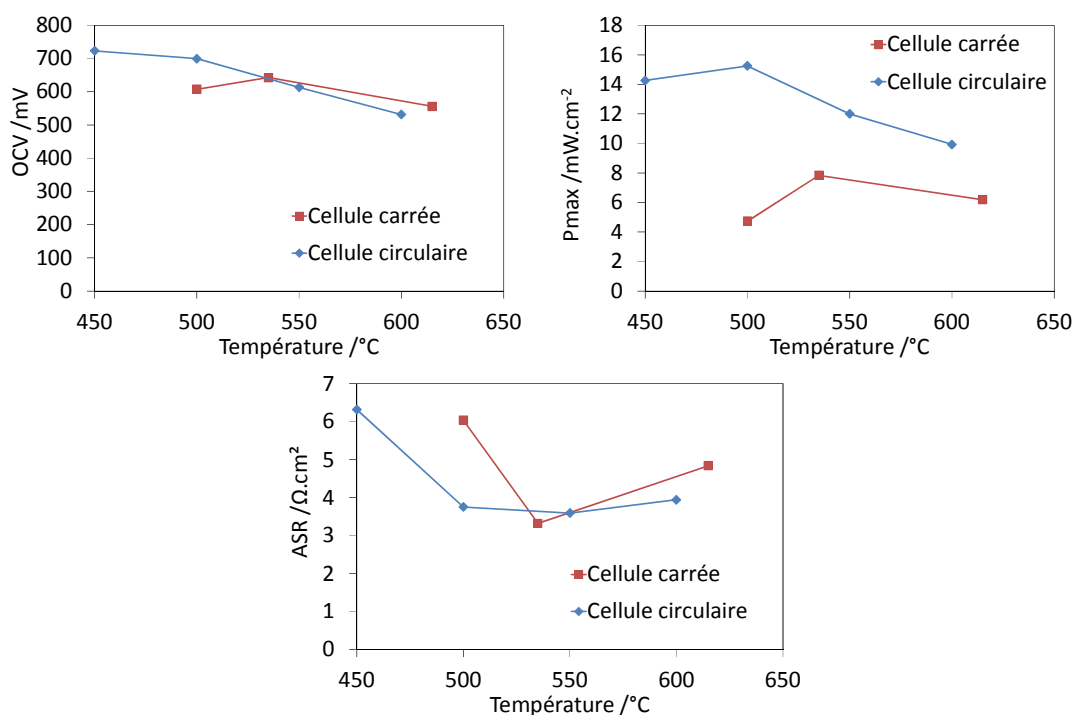 OCV /mV
800
700
600
500
400
300
200
100
0
Cellule carrée
Cellule circulaire
450 500 550 600 650
Température /°C
Pmax /mW.cm⁻²
18
16
14
12
10
8
6
4
2
0
Cellule carrée
Cellule circulaire
450 500 550 600 650
Température /°C
ASR /Ω.cm²
7
6
5
4
3
2
1
0
Cellule carrée
Cellule circulaire
450 500 550 600 650
Température /°C